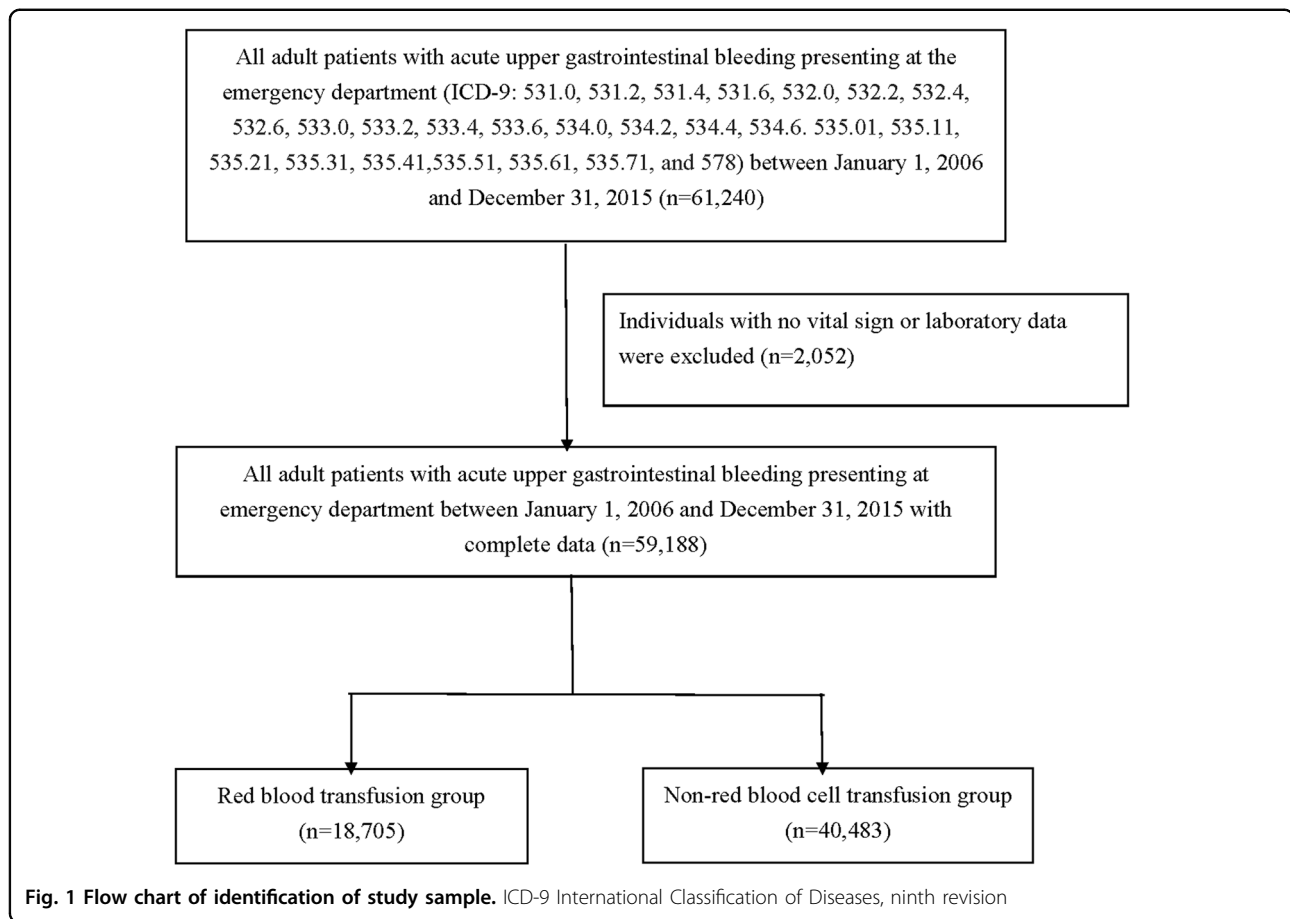 All adult patients with acute upper gastrointestinal bleeding presenting at the
emergency department (ICD-9: 531.0, 531.2, 531.4, 531.6, 532.0, 532.2, 532.4,
532.6, 533.0, 533.2, 533.4, 533.6, 534.0, 534.2, 534.4, 534.6. 535.01, 535.11,
535.21, 535.31, 535.41,535.51, 535.61, 535.71, and 578) between January 1, 2006
and December 31, 2015 (n=61,240)
Individuals with no vital sign or laboratory data
were excluded (n=2,052)
All adult patients with acute upper gastrointestinal bleeding presenting at
emergency department between January 1, 2006 and December 31, 2015 with
complete data (n=59,188)
Red blood transfusion group
(n=18,705)
Non-red blood cell transfusion group
(n=40,483)
Fig. 1 Flow chart of identification of study sample. ICD-9 International Classification of Diseases, ninth revision